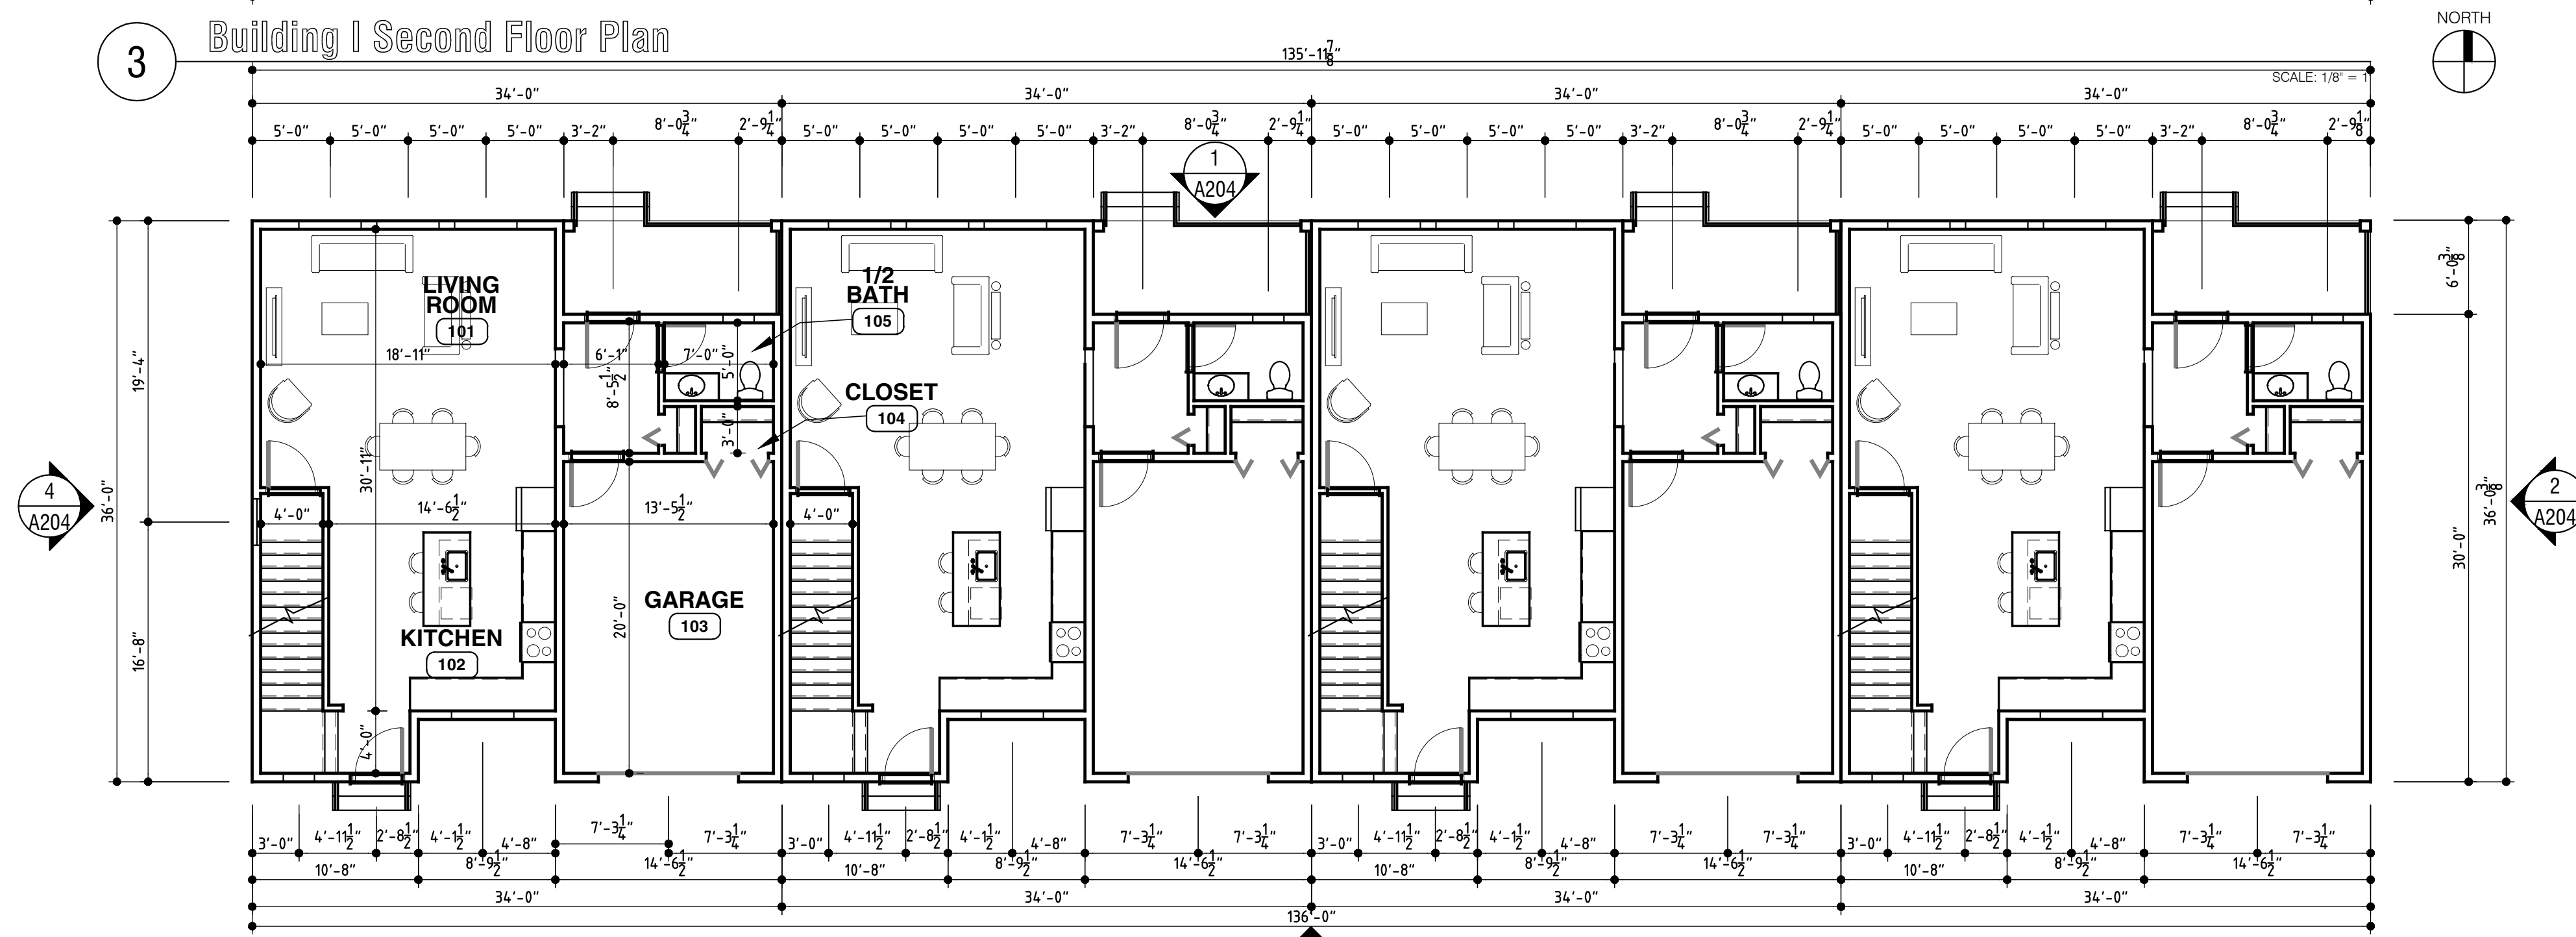 3
Building I Second Floor Plan
NORTH
135'-11 7/8"
SCALE: 1/8" = 1
34'-0" 34'-0" 34'-0" 34'-0"
5'-0" 5'-0" 5'-0" 5'-0" 3'-2" 8'-0 3/4" 2'-9 1/4" 5'-0" 5'-0" 5'-0" 5'-0" 3'-2" 8'-0 3/4" 2'-9 1/4" 5'-0" 5'-0" 5'-0" 5'-0" 3'-2" 8'-0 3/4" 2'-9 1/4" 5'-0" 5'-0" 5'-0" 5'-0" 3'-2" 8'-0 3/4" 2'-9 1/8"
1
A204
6'-0 3/8"
LIVING
ROOM
101
1/2
BATH
105
18'-11" 6'-1" 7'-0"
8'-5 1/2" 5'-0"
19'-4"
CLOSET
104
3'-0"
30'-11"
4
A204
36'-0"
4'-0" 14'-6 1/2" 13'-5 1/2" 4'-0"
36'-0 3/8"
2
A204
30'-0"
GARAGE
103
20'-0"
KITCHEN
102
16'-8"
4'-0"
3'-0" 4'-11 1/2" 2'-8 1/2" 4'-1 1/2" 4'-8" 7'-3 1/4" 7'-3 1/4" 3'-0" 4'-11 1/2" 2'-8 1/2" 4'-1 1/2" 4'-8" 7'-3 1/4" 7'-3 1/4" 3'-0" 4'-11 1/2" 2'-8 1/2" 4'-1 1/2" 4'-8" 7'-3 1/4" 7'-3 1/4" 3'-0" 4'-11 1/2" 2'-8 1/2" 4'-1 1/2" 4'-8" 7'-3 1/4" 7'-3 1/4"
10'-8" 8'-9 1/2" 14'-6 1/2" 10'-8" 8'-9 1/2" 14'-6 1/2" 10'-8" 8'-9 1/2" 14'-6 1/2" 10'-8" 8'-9 1/2" 14'-6 1/2"
34'-0" 34'-0" 34'-0" 34'-0"
136'-0"